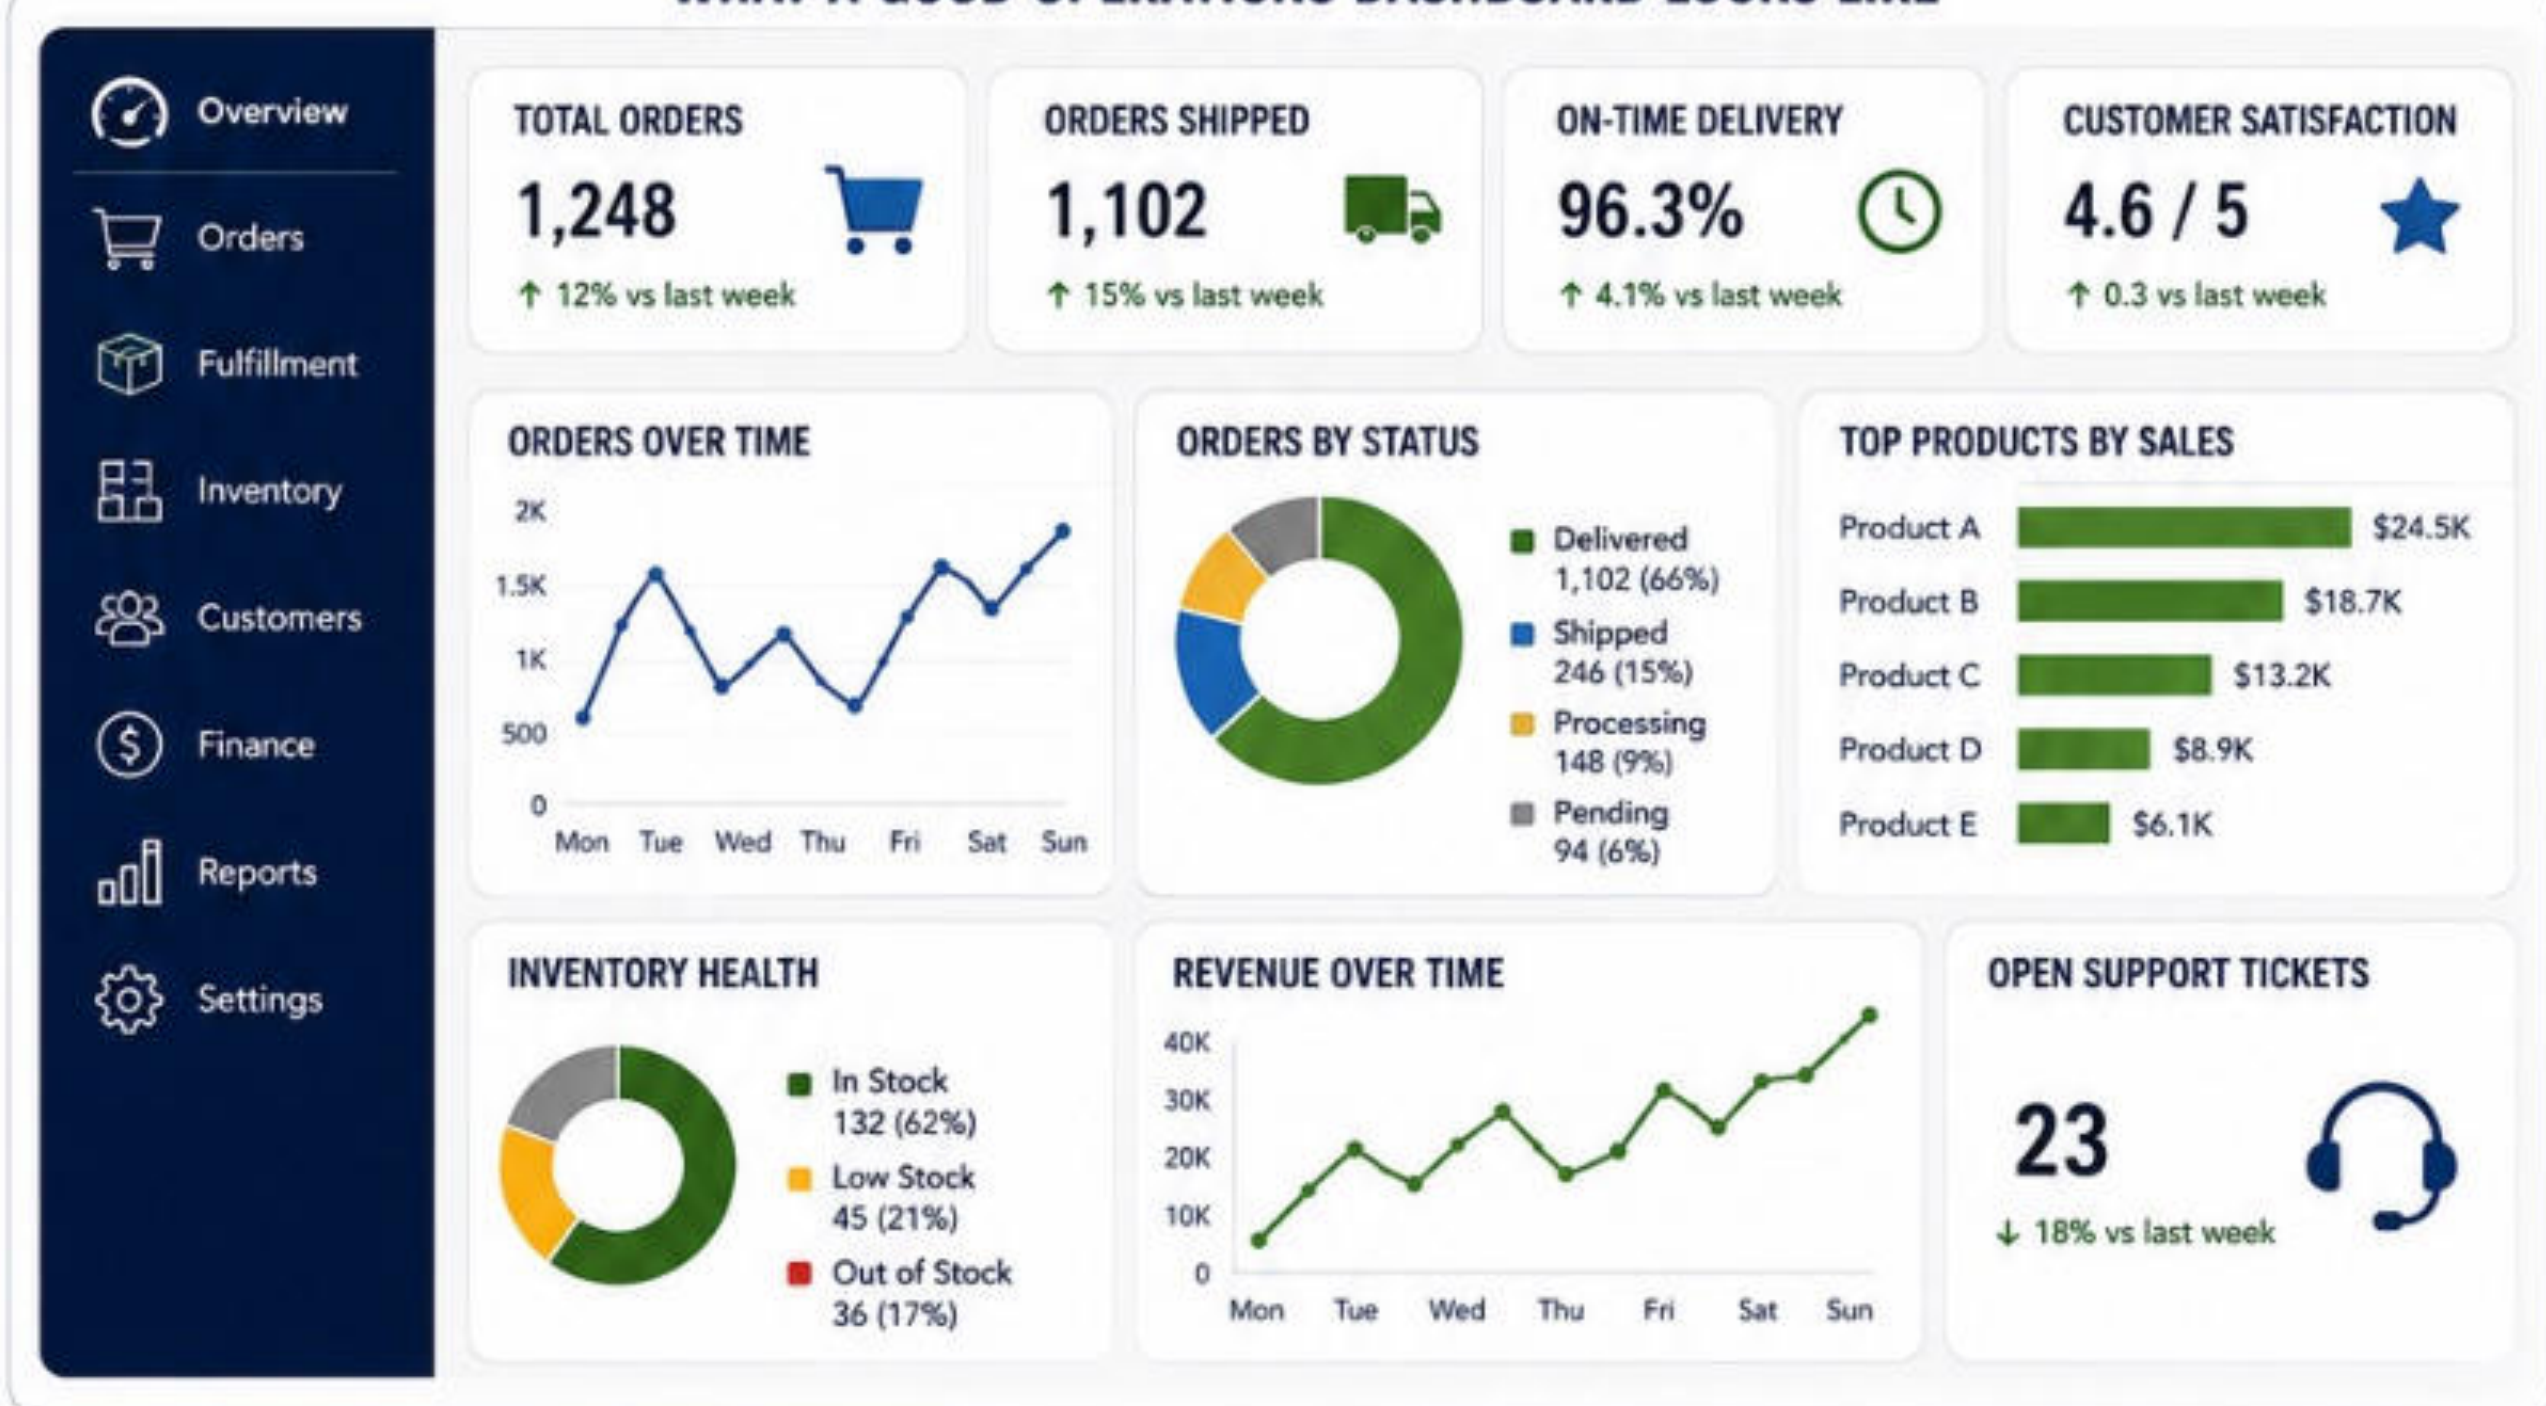 WHAT A GOOD OPERATIONS DASHBOARD LOOKS LIKE
Overview
Orders
Fulfillment
Inventory
Customers
Finance
Reports
Settings
TOTAL ORDERS
1,248
↑ 12% vs last week
ORDERS SHIPPED
1,102
↑ 15% vs last week
ON-TIME DELIVERY
96.3%
↑ 4.1% vs last week
CUSTOMER SATISFACTION
4.6 / 5
↑ 0.3 vs last week
ORDERS OVER TIME
2K
1.5K
1K
500
0
Mon Tue Wed Thu Fri Sat Sun
ORDERS BY STATUS
Delivered
1,102 (66%)
Shipped
246 (15%)
Processing
148 (9%)
Pending
94 (6%)
TOP PRODUCTS BY SALES
Product A $24.5K
Product B $18.7K
Product C $13.2K
Product D $8.9K
Product E $6.1K
INVENTORY HEALTH
In Stock
132 (62%)
Low Stock
45 (21%)
Out of Stock
36 (17%)
REVENUE OVER TIME
40K
30K
20K
10K
0
Mon Tue Wed Thu Fri Sat Sun
OPEN SUPPORT TICKETS
23
↓ 18% vs last week